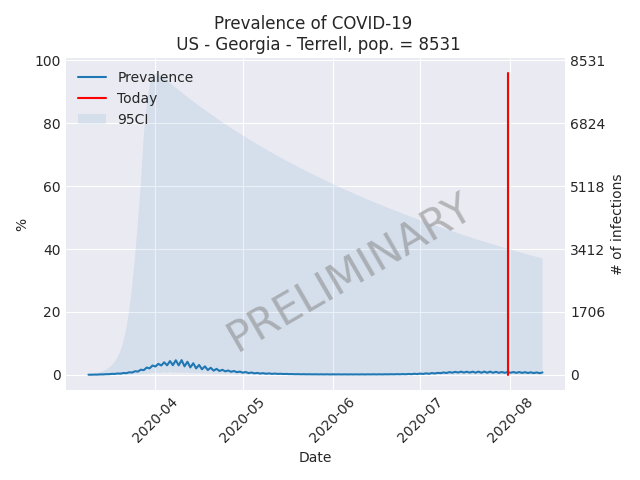 Prevalence of COVID-19
US - Georgia - Terrell, pop. = 8531
100
80
60
40
20
0
%
8531
6824
5118
3412
1706
0
# of infections
Prevalence
Today
95CI
PRELIMINARY
2020-04
2020-05
2020-06
2020-07
2020-08
Date